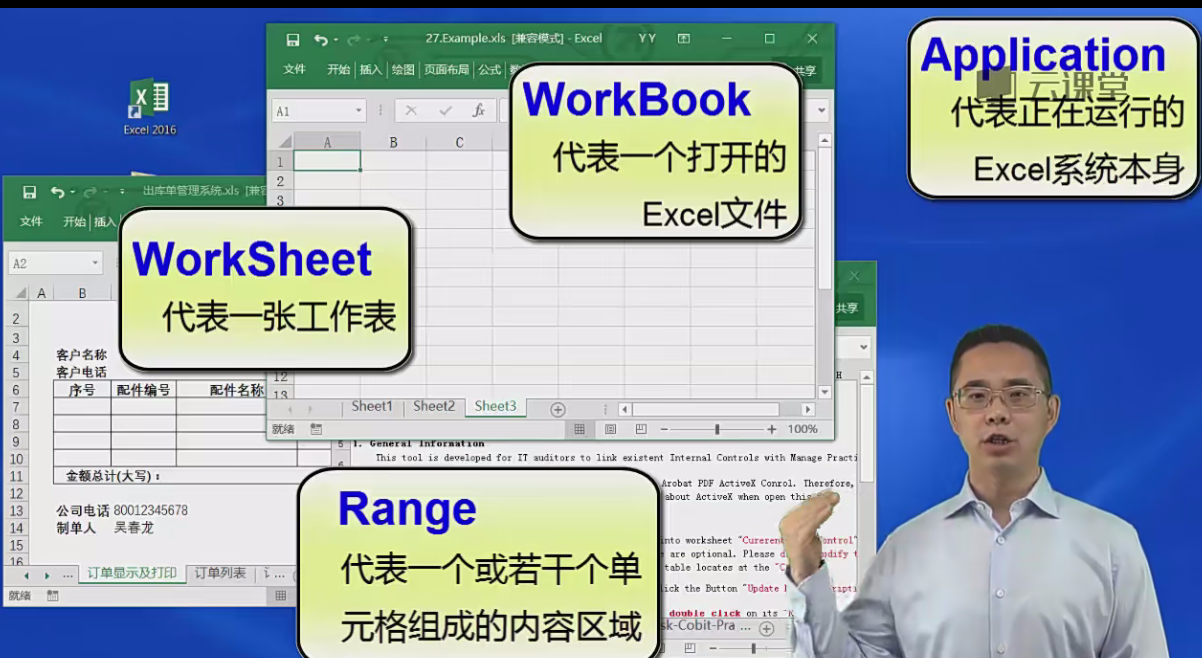 27.Example.xls [兼容模式] - Excel
YY
文件 开始 插入 绘图 页面布局 公式
共享
A1
fx
A B C
1
2
3
12
13
Sheet1 Sheet2 Sheet3
就绪
100%
Excel 2016
出库单管理系统.xls
文件 开始 插入
A2
A B
2
3
4 客户名称
5 客户电话
6 序号 配件编号 配件名称
7
8
9
10
11 金额总计(大写):
12
13 公司电话 80012345678
14 制单人 吴春龙
15
16
... 订单显示及打印 订单列表 ...
就绪
WorkBook
代表一个打开的
Excel文件
Application
云课堂
代表正在运行的
Excel系统本身
WorkSheet
代表一张工作表
Range
代表一个或若干个单
元格组成的内容区域
共享
H
5 1. General Information
This tool is developed for IT auditors to link existent Internal Controls with Manage Practi
Acrobat PDF ActiveX Conrol. Therefore,
about ActiveX when open this
into worksheet
are optional. Please
table locates at the
Click the Button "Update
double click on its
sk-Cobit-Pra ...